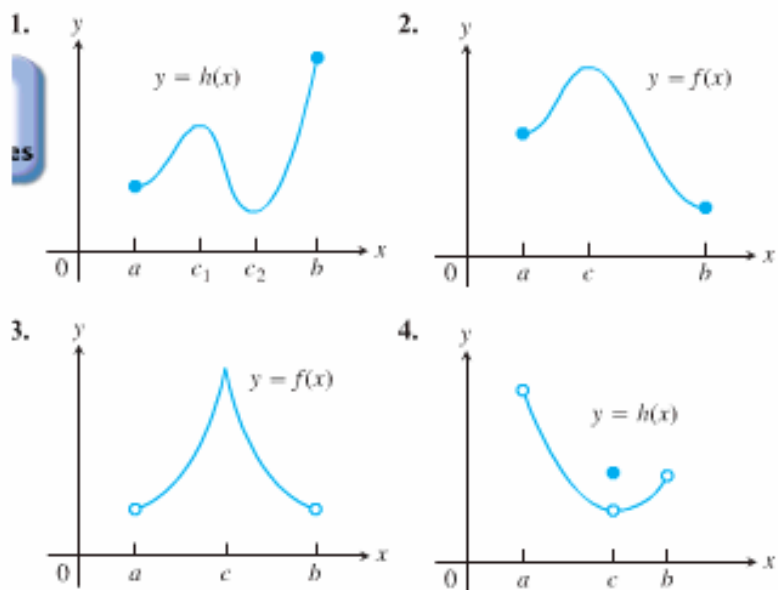 1.
y
y = h(x)
es
0 a c₁ c₂ b x
2.
y
y = f(x)
0 a c b x
3.
y
y = f(x)
0 a c b x
4.
y
y = h(x)
0 a c b x